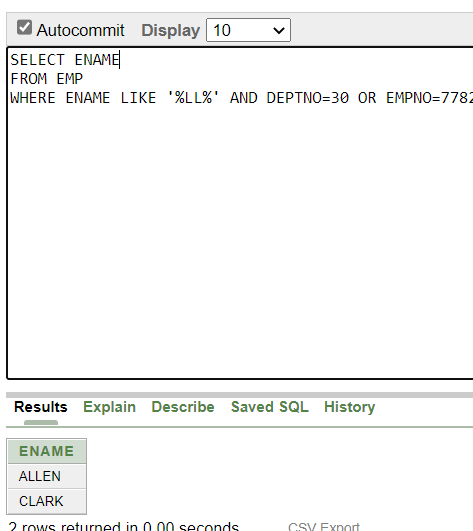 Autocommit Display 10
SELECT ENAME
FROM EMP
WHERE ENAME LIKE '%LL%' AND DEPTNO=30 OR EMPNO=7782
Results Explain Describe Saved SQL History
ENAME
ALLEN
CLARK
2 rows returned in 0.00 seconds CSV Export